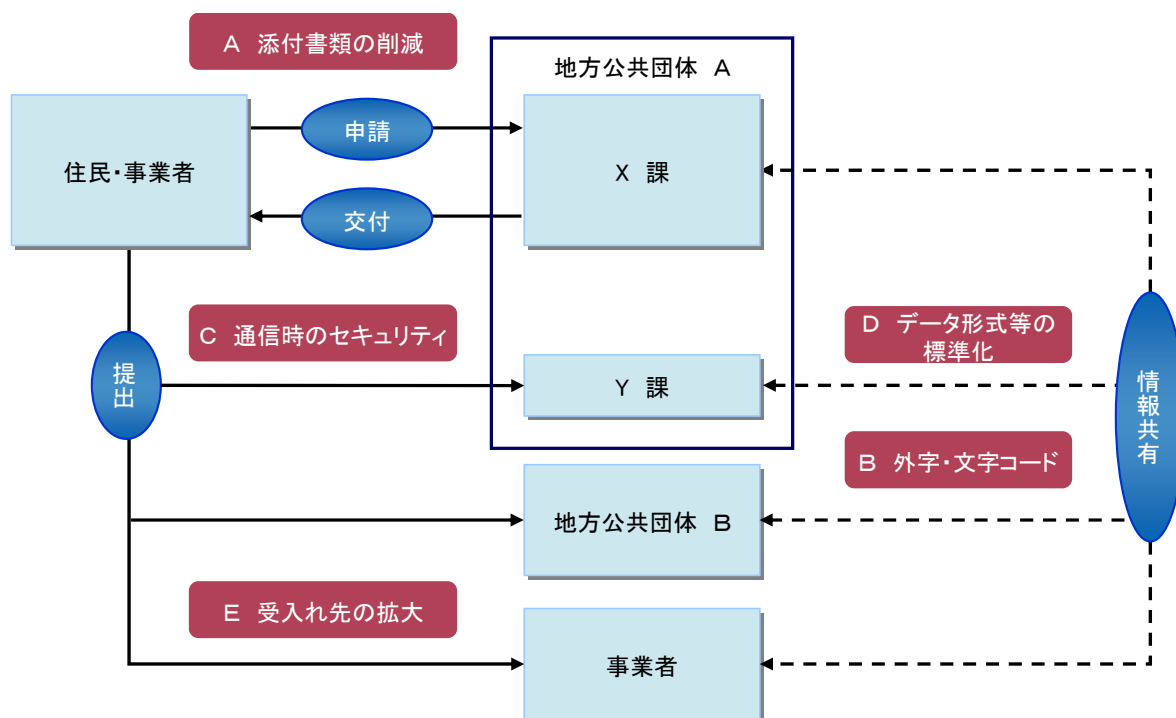 A 添付書類の削減
地方公共団体 A
住民・事業者
申請
X 課
交付
C 通信時のセキュリティ
D データ形式等の
標準化
提出
Y 課
情報共有
B 外字・文字コード
地方公共団体 B
E 受入れ先の拡大
事業者